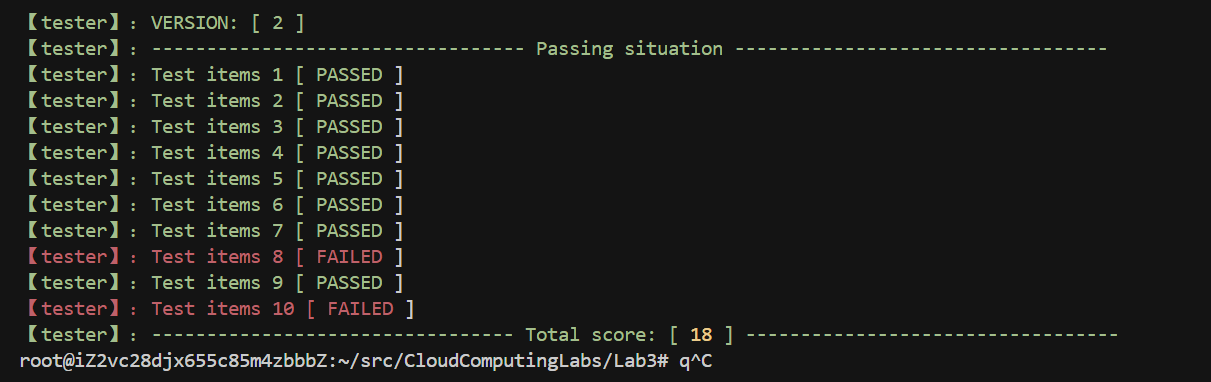 【tester】：VERSION: [ 2 ]
【tester】：---------------------------------- Passing situation ----------------------------------
【tester】：Test items 1 [ PASSED ]
【tester】：Test items 2 [ PASSED ]
【tester】：Test items 3 [ PASSED ]
【tester】：Test items 4 [ PASSED ]
【tester】：Test items 5 [ PASSED ]
【tester】：Test items 6 [ PASSED ]
【tester】：Test items 7 [ PASSED ]
【tester】：Test items 8 [ FAILED ]
【tester】：Test items 9 [ PASSED ]
【tester】：Test items 10 [ FAILED ]
【tester】：--------------------------------- Total score: [ 18 ] ----------------------------------
root@iZ2vc28djx655c85m4zbbbZ:~/src/CloudComputingLabs/Lab3# q^C